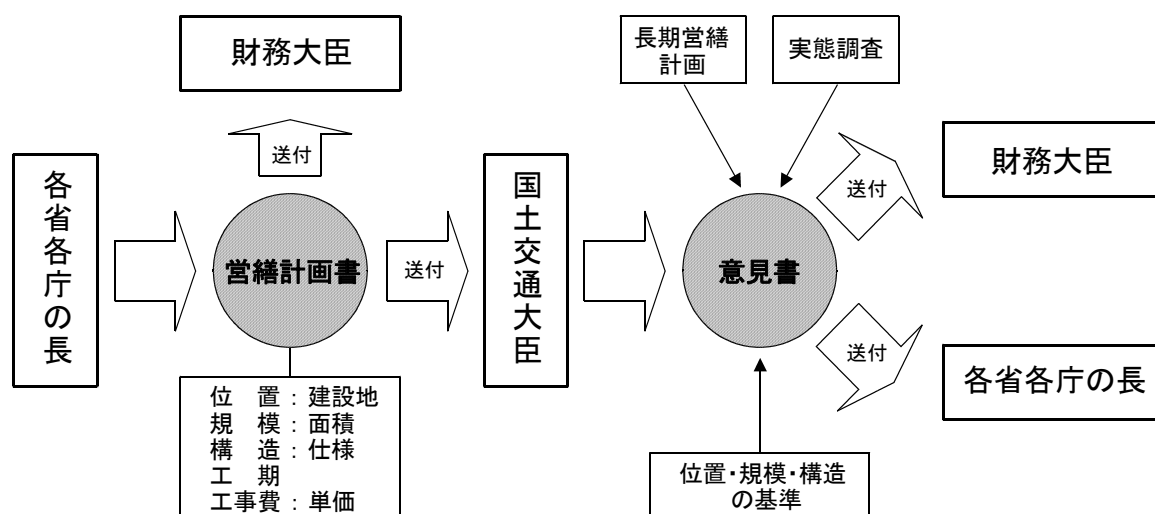 各省各庁の長
財務大臣
送付
営繕計画書
送付
位　置：建設地
規　模：面積
構　造：仕様
工　期
工事費：単価
国土交通大臣
長期営繕
計画
実態調査
意見書
位置・規模・構造
の基準
送付
財務大臣
送付
各省各庁の長